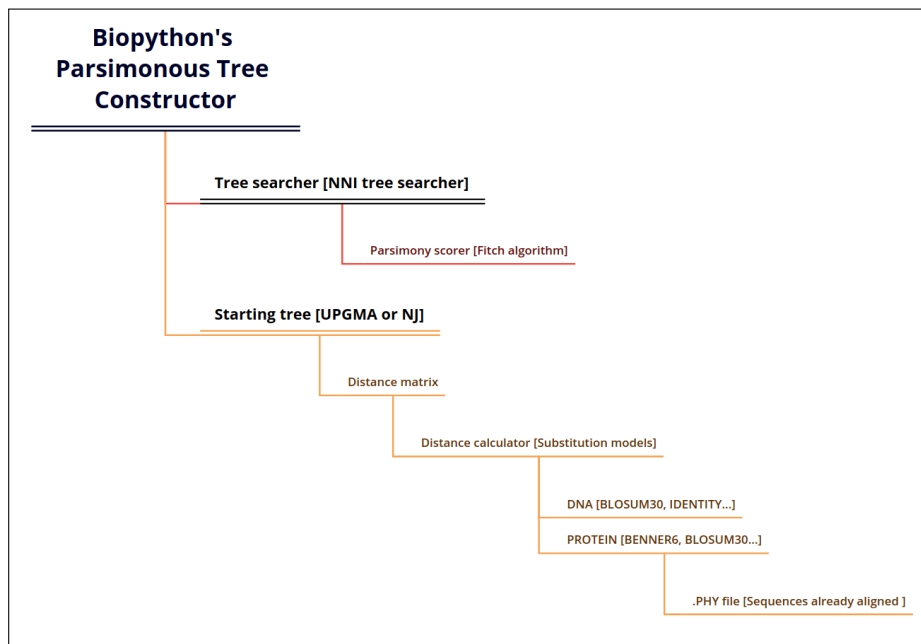 Biopython's
Parsimonous Tree
Constructor
Tree searcher [NNI tree searcher]
Parsimony scorer [Fitch algorithm]
Starting tree [UPGMA or NJ]
Distance matrix
Distance calculator [Substitution models]
DNA [BLOSUM30, IDENTITY...]
PROTEIN [BENNER6, BLOSUM30...]
.PHY file [Sequences already aligned ]